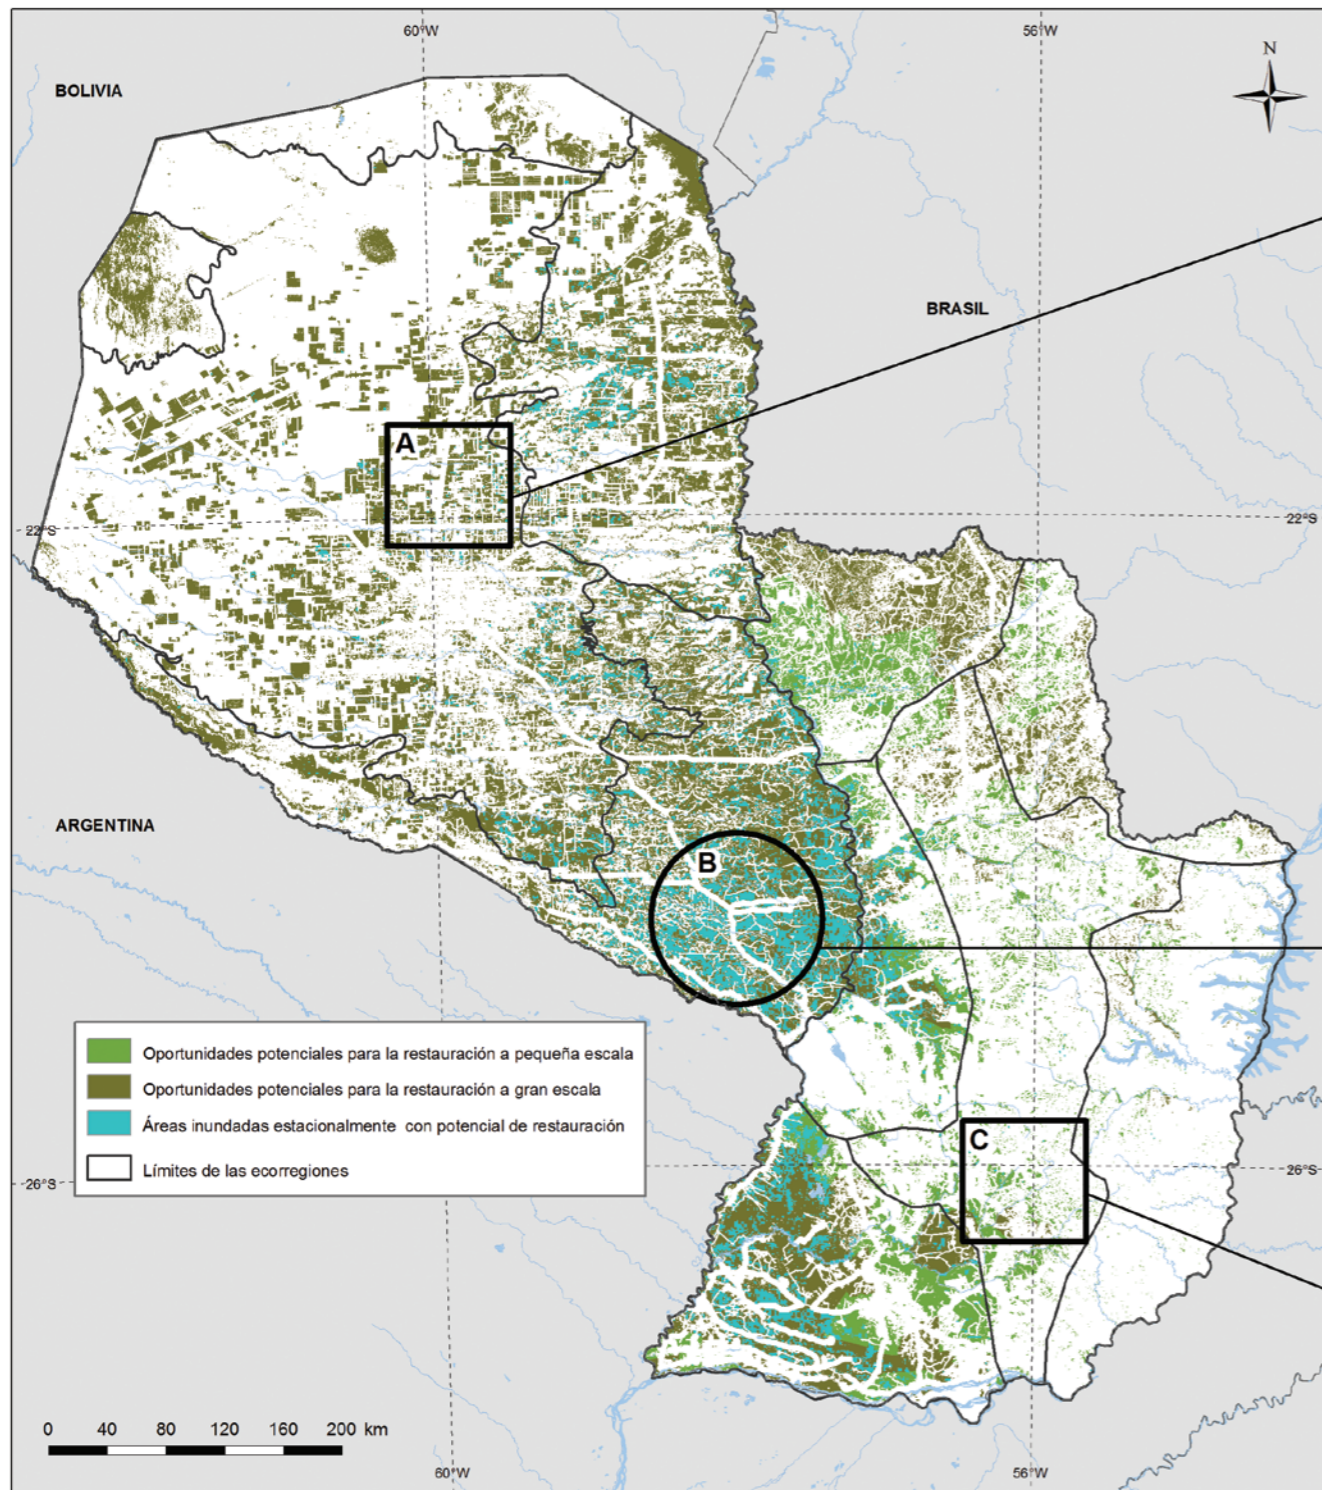 60°W
56°W
N
BOLIVIA
BRASIL
A
22°S
22°S
ARGENTINA
B
Oportunidades potenciales para la restauración a pequeña escala
Oportunidades potenciales para la restauración a gran escala
Áreas inundadas estacionalmente con potencial de restauración
Límites de las ecorregiones
C
26°S
26°S
0 40 80 120 160 200 km
60°W
56°W